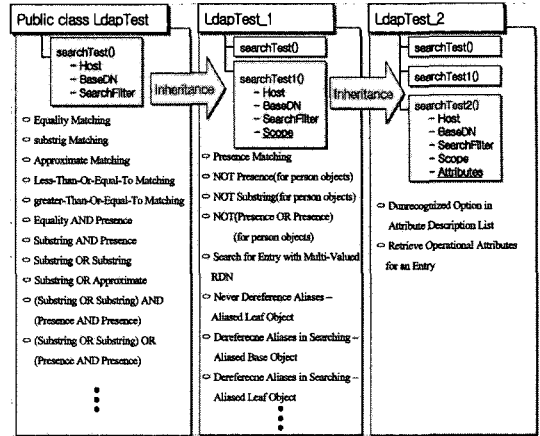 Public class LdapTest
searchTest()
– Host
– BaseDN
– SearchFilter
Equality Matching
substrig Matching
Approximate Matching
Less-Than-Or-Equal-To Matching
greater-Than-Or-Equal-To Matching
Equality AND Presence
Substring AND Presence
Substring OR Substring
Substring OR Approximate
(Substring OR Substring) AND
(Presence AND Presence)
(Substring OR Substring) OR
(Presence AND Presence)
Inheritance
LdapTest_1
searchTest()
searchTest1()
– Host
– BaseDN
– SearchFilter
– Scope
Presence Matching
NOT Presence(for person objects)
NOT Substring(for person objects)
NOT(Presence OR Presence)
(for person objects)
Search for Entry with Multi-Valued
RDN
Never Dereference Aliases –
Aliased Leaf Object
Dereferecne Aliases in Searching –
Aliased Base Object
Dereferecne Aliases in Searching –
Aliased Leaf Object
Inheritance
LdapTest_2
searchTest()
searchTest1()
searchTest2()
– Host
– BaseDN
– SearchFilter
– Scope
– Attributes
Dunrecognized Option in
Attribute Description List
Retrieve Operational Attributes
for an Entry